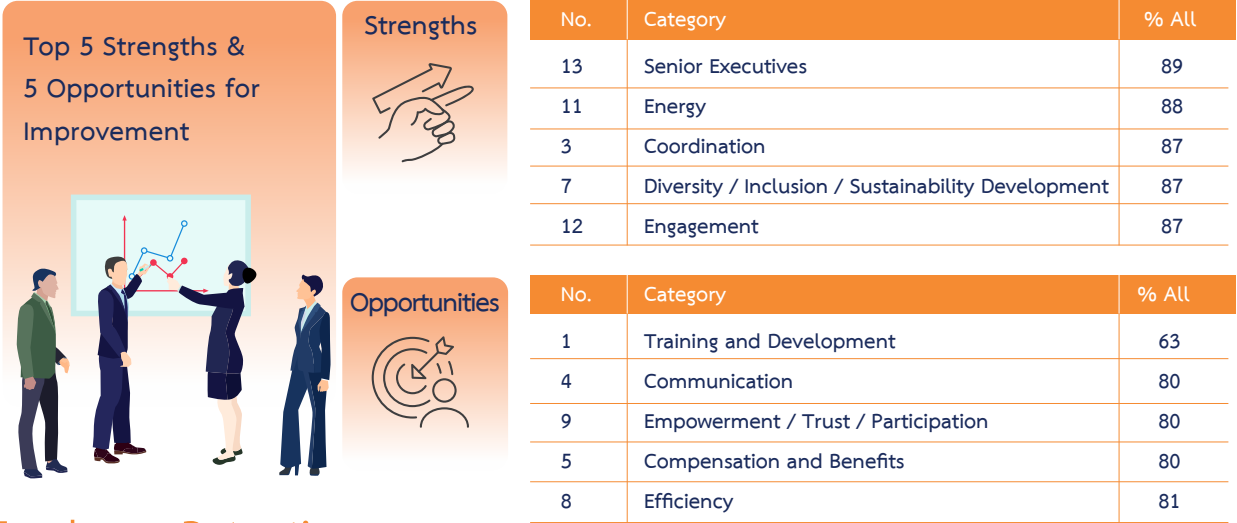 Top 5 Strengths &
5 Opportunities for
Improvement
Strengths
No. Category % All
13 Senior Executives 89
11 Energy 88
3 Coordination 87
7 Diversity / Inclusion / Sustainability Development 87
12 Engagement 87
Opportunities
No. Category % All
1 Training and Development 63
4 Communication 80
9 Empowerment / Trust / Participation 80
5 Compensation and Benefits 80
8 Efficiency 81